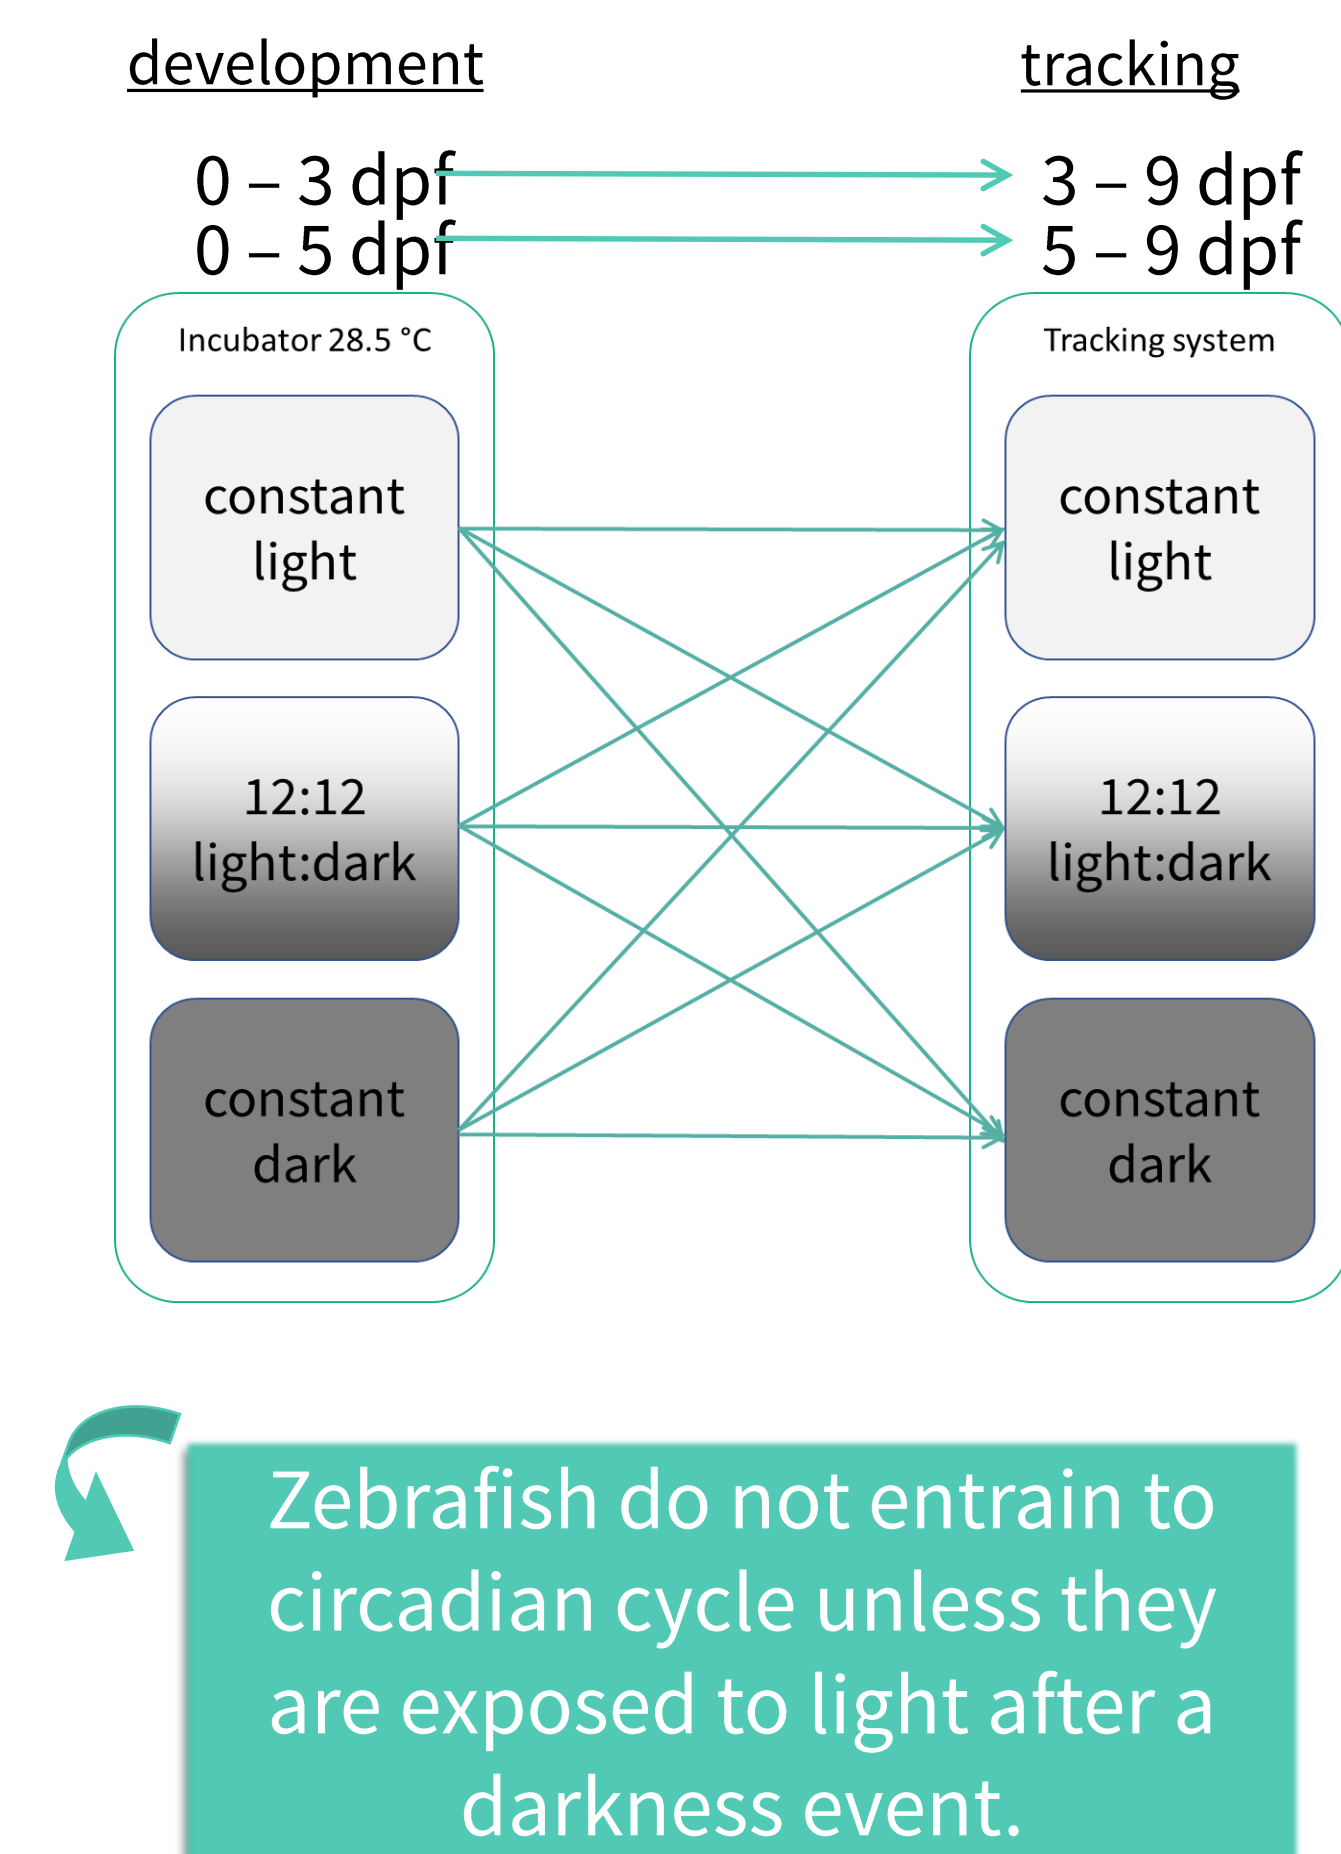 development
tracking
0 – 3 dpf
3 – 9 dpf
0 – 5 dpf
5 – 9 dpf
Incubator 28.5 °C
constant
light
12:12
light:dark
constant
dark
Tracking system
constant
light
12:12
light:dark
constant
dark
Zebrafish do not entrain to
circadian cycle unless they
are exposed to light after a
darkness event.